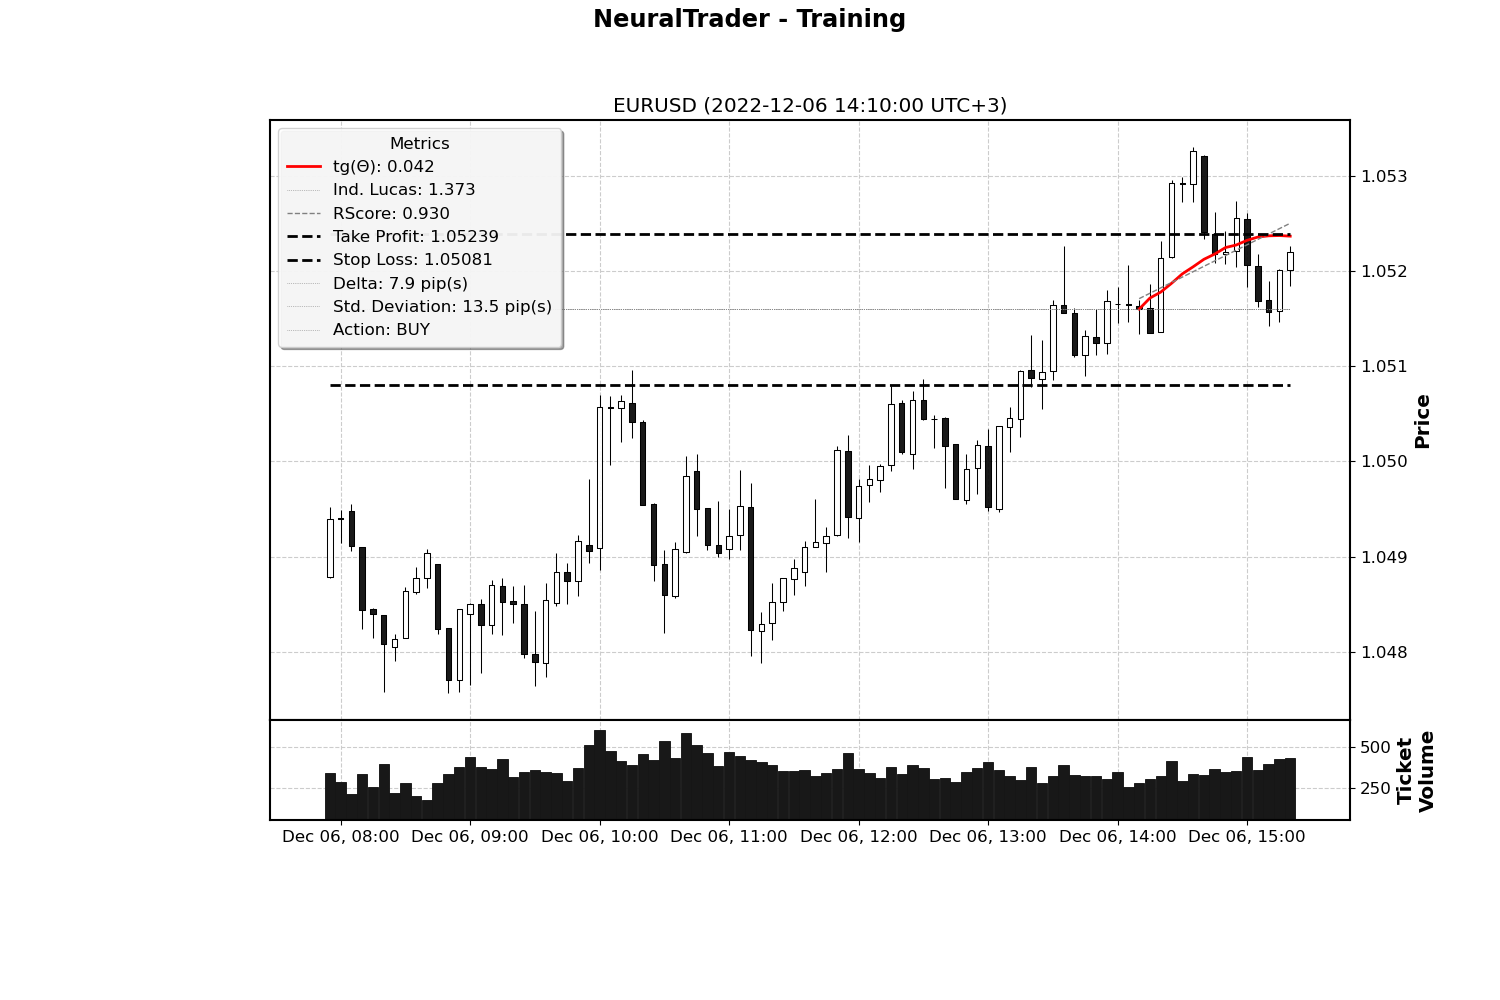 NeuralTrader - Training
EURUSD (2022-12-06 14:10:00 UTC+3)
Metrics
tg(Θ): 0.042
Ind. Lucas: 1.373
RScore: 0.930
Take Profit: 1.05239
Stop Loss: 1.05081
Delta: 7.9 pip(s)
Std. Deviation: 13.5 pip(s)
Action: BUY
1.053
1.052
1.051
1.050
1.049
1.048
Price
500
250
Ticket
Volume
Dec 06, 08:00
Dec 06, 09:00
Dec 06, 10:00
Dec 06, 11:00
Dec 06, 12:00
Dec 06, 13:00
Dec 06, 14:00
Dec 06, 15:00